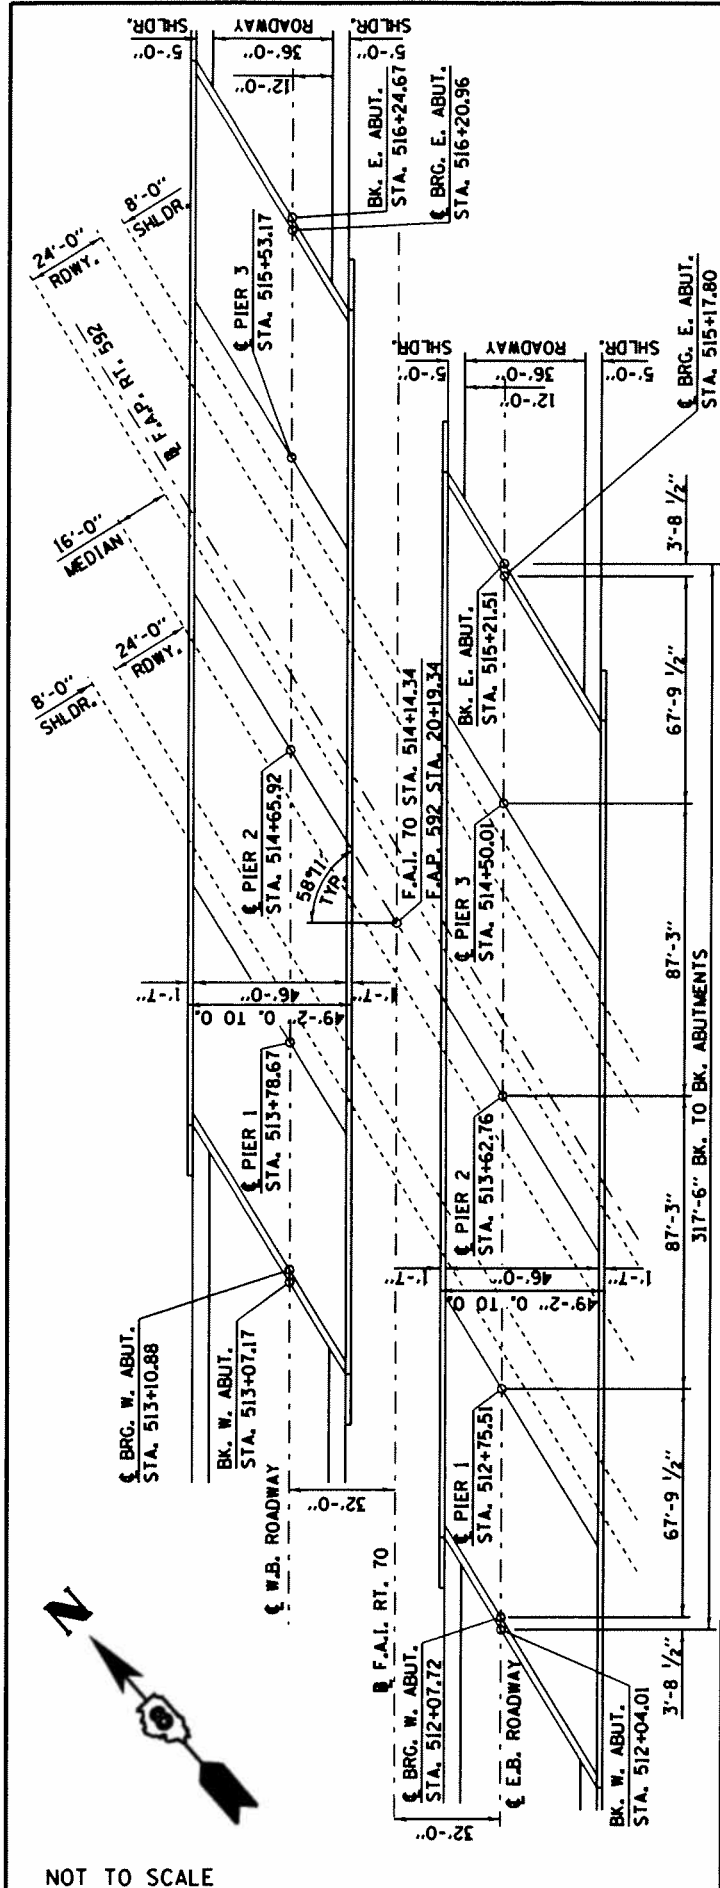 SHLDR.
5'-0"
ROADWAY
36'-0"
12'-0"
SHLDR.
5'-0"
BK. E. ABUT.
STA. 516+24.67
℄ BRG. E. ABUT.
STA. 516+20.96
8'-0"
SHLDR.
24'-0"
RDWY.
℄ PIER 3
STA. 515+53.17
B F.A.P. RT. 592
16'-0"
MEDIAN
24'-0"
RDWY.
8'-0"
SHLDR.
SHLDR.
5'-0"
ROADWAY
36'-0"
12'-0"
SHLDR.
5'-0"
℄ BRG. E. ABUT.
STA. 515+17.80
3'-8 1/2"
BK. E. ABUT.
STA. 515+21.51
67'-9 1/2"
℄ PIER 2
STA. 514+65.92
58°11'
TYP.
F.A.I. 70 STA. 514+14.34
F.A.P. 592 STA. 20+19.34
℄ PIER 3
STA. 514+50.01
87'-3"
1'-7"
46'-0"
49'-2" O. TO O.
1'-7"
℄ PIER 1
STA. 513+78.67
℄ PIER 2
STA. 513+62.76
87'-3"
317'-6" BK. TO BK. ABUTMENTS
1'-7"
46'-0"
49'-2" O. TO O.
1'-7"
℄ BRG. W. ABUT.
STA. 513+10.88
BK. W. ABUT.
STA. 513+07.17
℄ W.B. ROADWAY
32'-0"
℄ PIER 1
STA. 512+75.51
67'-9 1/2"
B F.A.I. RT. 70
N
℄ BRG. W. ABUT.
STA. 512+07.72
32'-0"
℄ E.B. ROADWAY
BK. W. ABUT.
STA. 512+04.01
3'-8 1/2"
NOT TO SCALE